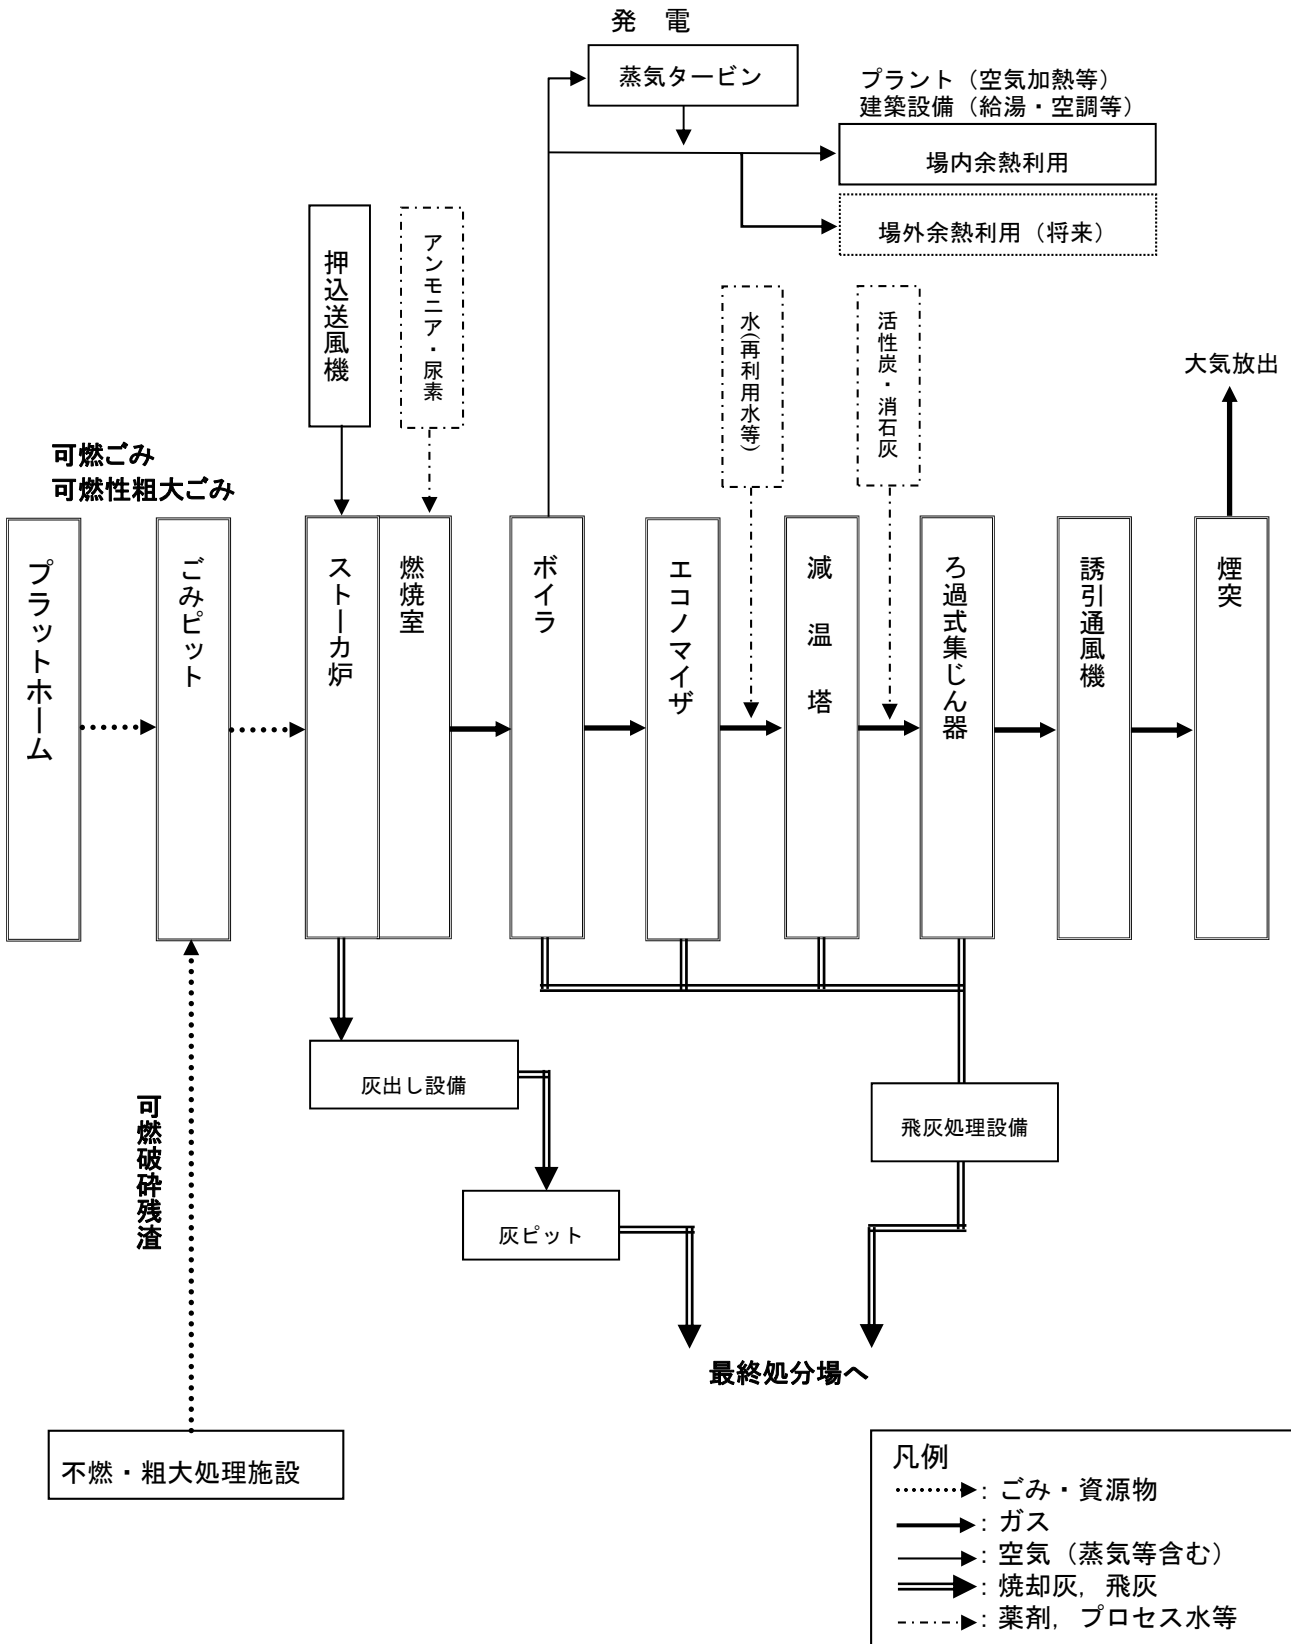 発　電
蒸気タービン
プラント（空気加熱等）
建築設備（給湯・空調等）
場内余熱利用
場外余熱利用（将来）
押込送風機
アンモニア・尿素
水(再利用水等)
活性炭・消石灰
大気放出
可燃ごみ
可燃性粗大ごみ
プラットホーム
ごみピット
ストーカ炉
燃焼室
ボイラ
エコノマイザ
減温塔
ろ過式集じん器
誘引通風機
煙突
灰出し設備
飛灰処理設備
可燃破砕残渣
灰ピット
最終処分場へ
不燃・粗大処理施設
凡例
：ごみ・資源物
：ガス
：空気（蒸気等含む）
：焼却灰，飛灰
：薬剤，プロセス水等